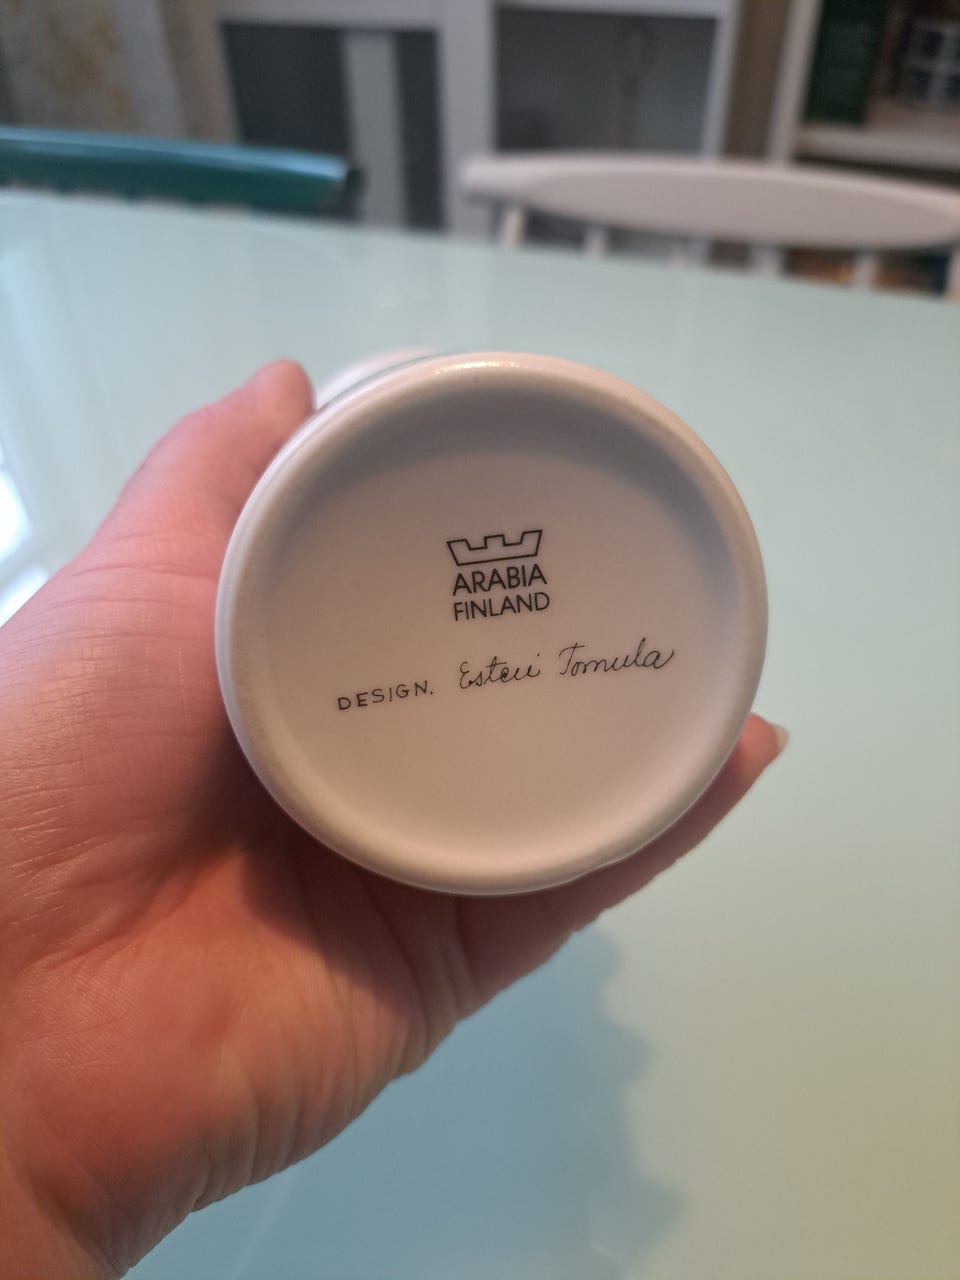 ARABIA
FINLAND
DESIGN. Esteri Tomula